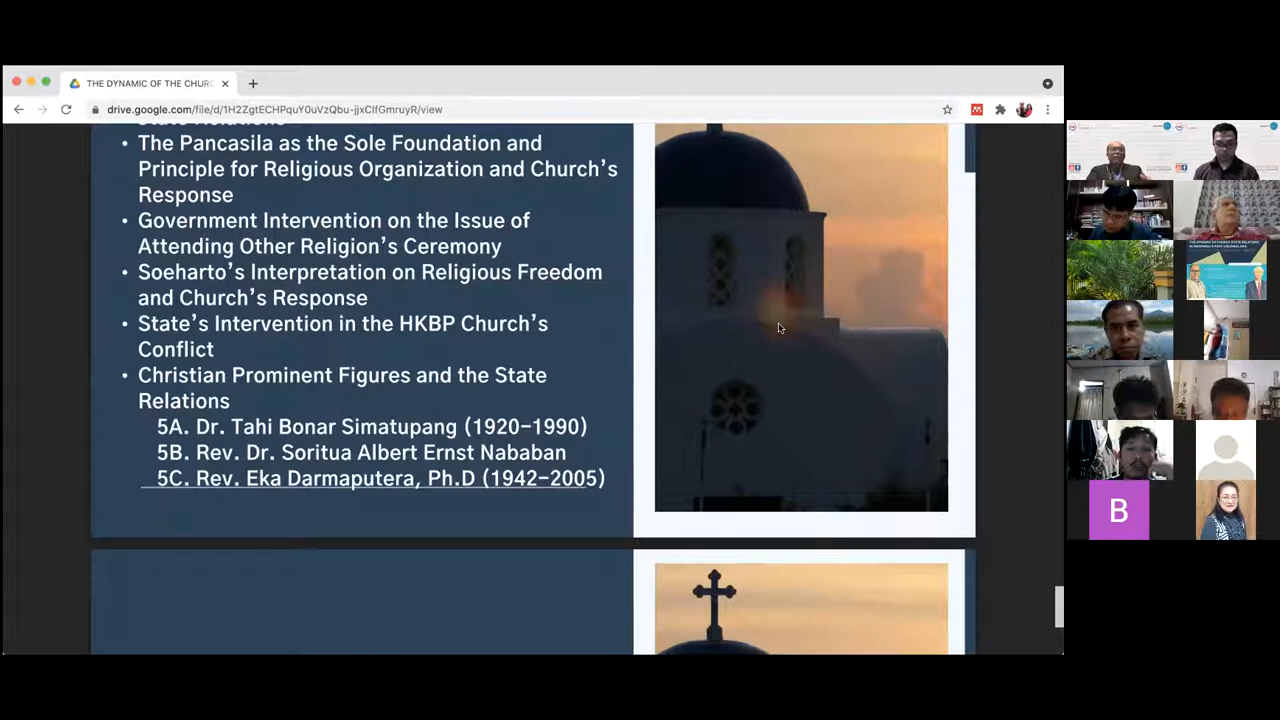 THE DYNAMIC OF THE CHURC
drive.google.com/file/d/1H2ZgtECHPquY0uVzQbu-jjxCIfGmruyR/view
• The Pancasila as the Sole Foundation and
Principle for Religious Organization and Church's
Response
• Government Intervention on the Issue of
Attending Other Religion's Ceremony
• Soeharto's Interpretation on Religious Freedom
and Church's Response
• State's Intervention in the HKBP Church's
Conflict
• Christian Prominent Figures and the State
Relations
5A. Dr. Tahi Bonar Simatupang (1920-1990)
5B. Rev. Dr. Soritua Albert Ernst Nababan
5C. Rev. Eka Darmaputera, Ph.D (1942-2005)
B